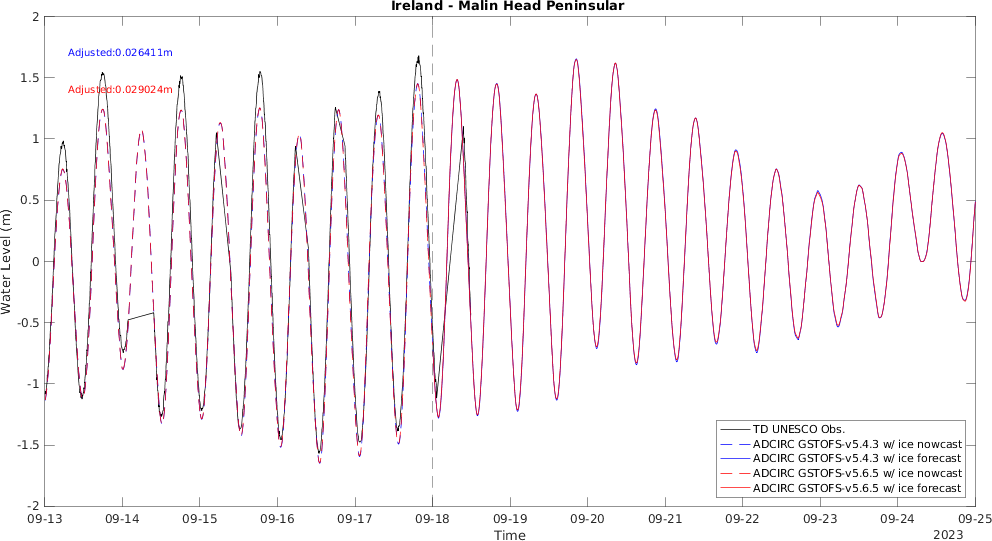 Ireland - Malin Head Peninsular
Water Level (m)
2
1.5
1
0.5
0
-0.5
-1
-1.5
-2
Adjusted:0.026411m
Adjusted:0.029024m
TD UNESCO Obs.
ADCIRC GSTOFS-v5.4.3 w/ ice nowcast
ADCIRC GSTOFS-v5.4.3 w/ ice forecast
ADCIRC GSTOFS-v5.6.5 w/ ice nowcast
ADCIRC GSTOFS-v5.6.5 w/ ice forecast
09-13 09-14 09-15 09-16 09-17 09-18 09-19 09-20 09-21 09-22 09-23 09-24 09-25
Time
2023